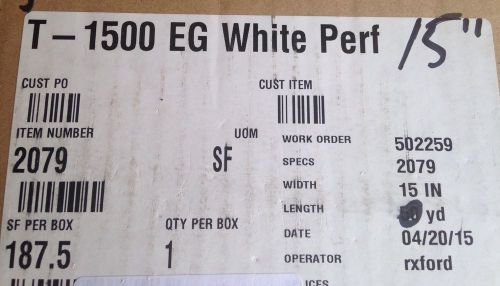 T-1500 EG White Perf 15"
CUST PO CUST ITEM
ITEM NUMBER UOM WORK ORDER 502259
2079 SF SPECS 2079
WIDTH 15 IN
SF PER BOX QTY PER BOX LENGTH yd
187.5 1 DATE 04/20/15
OPERATOR rxford